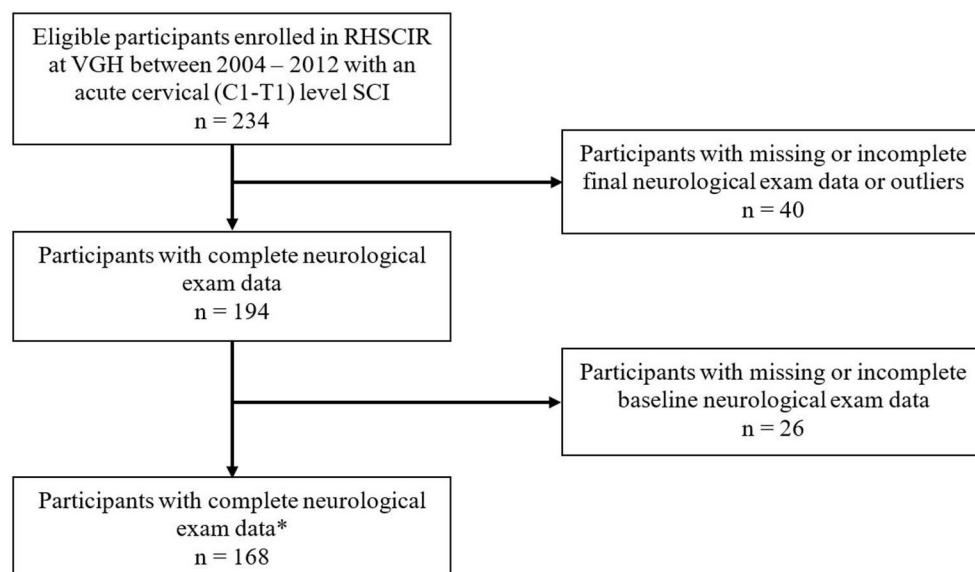 Eligible participants enrolled in RHSCIR
at VGH between 2004 – 2012 with an
acute cervical (C1-T1) level SCI
n = 234
Participants with missing or incomplete
final neurological exam data or outliers
n = 40
Participants with complete neurological
exam data
n = 194
Participants with missing or incomplete
baseline neurological exam data
n = 26
Participants with complete neurological
exam data*
n = 168